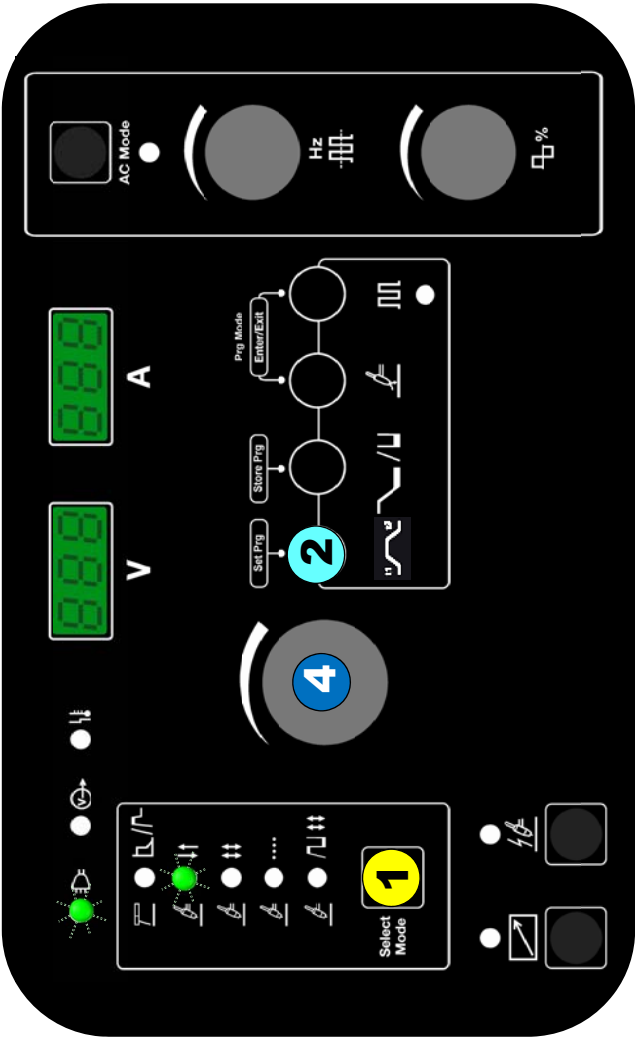 V
888
888
AC Mode
V
A
Prg Mode
Set Prg
Store Prg
Enter/Exit
Hz
4
2
Select
Mode
1
%